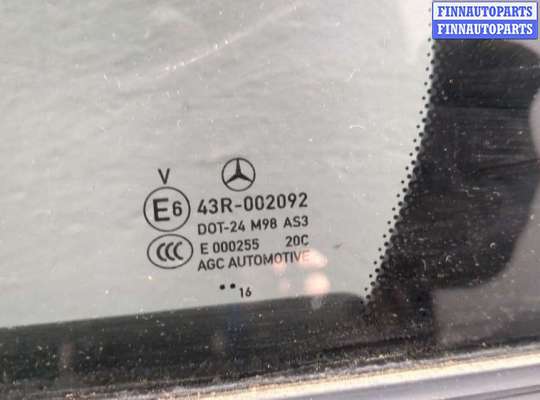 FINNAUTOPARTS
FINNAUTOPARTS
V
E6 43R-002092
DOT-24 M98 AS3
CCC E 000255 20C
AGC AUTOMOTIVE
•• 16